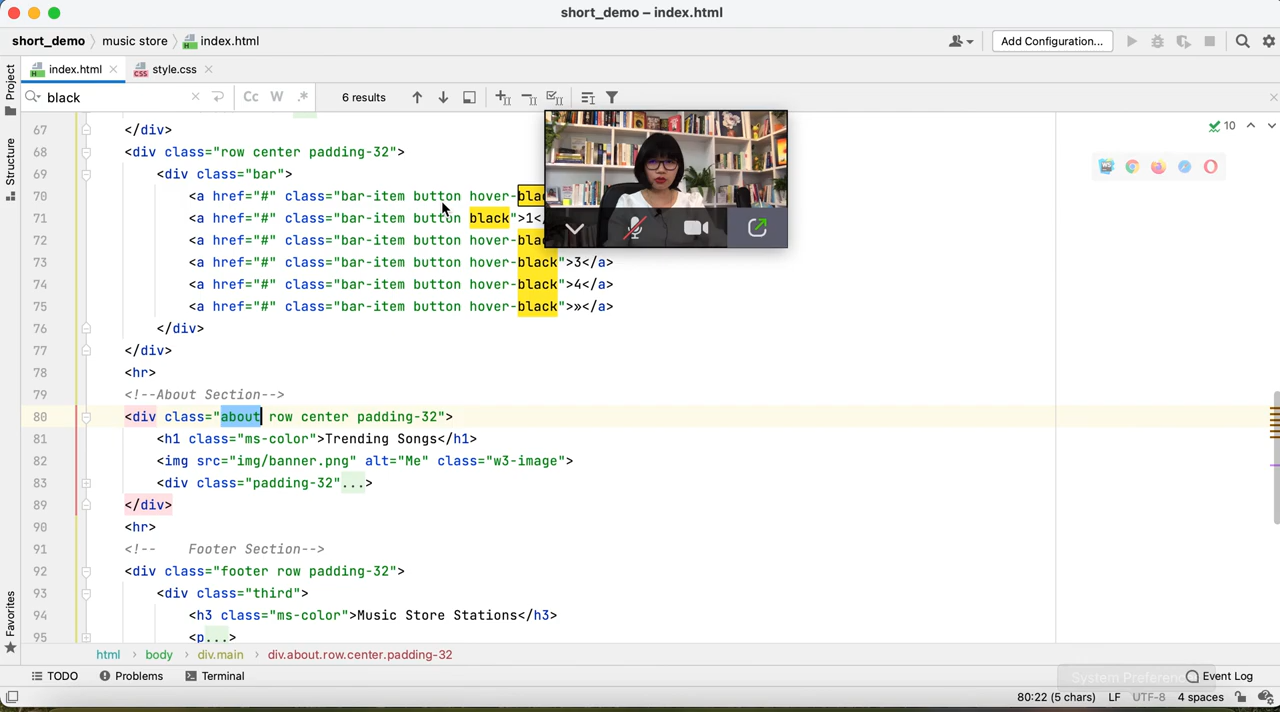 short_demo – index.html
short_demo music store index.html
Add Configuration...
Project
index.html style.css
black
Cc W .*
6 results
67 </div>
68 <div class="row center padding-32">
10
69 <div class="bar">
Structure
70 <a href="#" class="bar-item button hover-
71 <a href="#" class="bar-item button black">1<
72 <a href="#" class="bar-item button hover-
73 <a href="#" class="bar-item button hover-black">3</a>
74 <a href="#" class="bar-item button hover-black">4</a>
75 <a href="#" class="bar-item button hover-black">»</a>
76 </div>
77 </div>
78 <hr>
79 <!--About Section-->
80 <div class="about row center padding-32">
81 <h1 class="ms-color">Trending Songs</h1>
82 <img src="img/banner.png" alt="Me" class="w3-image">
83 <div class="padding-32"...>
89 </div>
90 <hr>
91 <!-- Footer Section-->
92 <div class="footer row padding-32">
93 <div class="third">
94 <h3 class="ms-color">Music Store Stations</h3>
95 <p...>
Favorites
html body div.main div.about.row.center.padding-32
TODO Problems Terminal System Preferenc Event Log
80:22 (5 chars) LF UTF-8 4 spaces